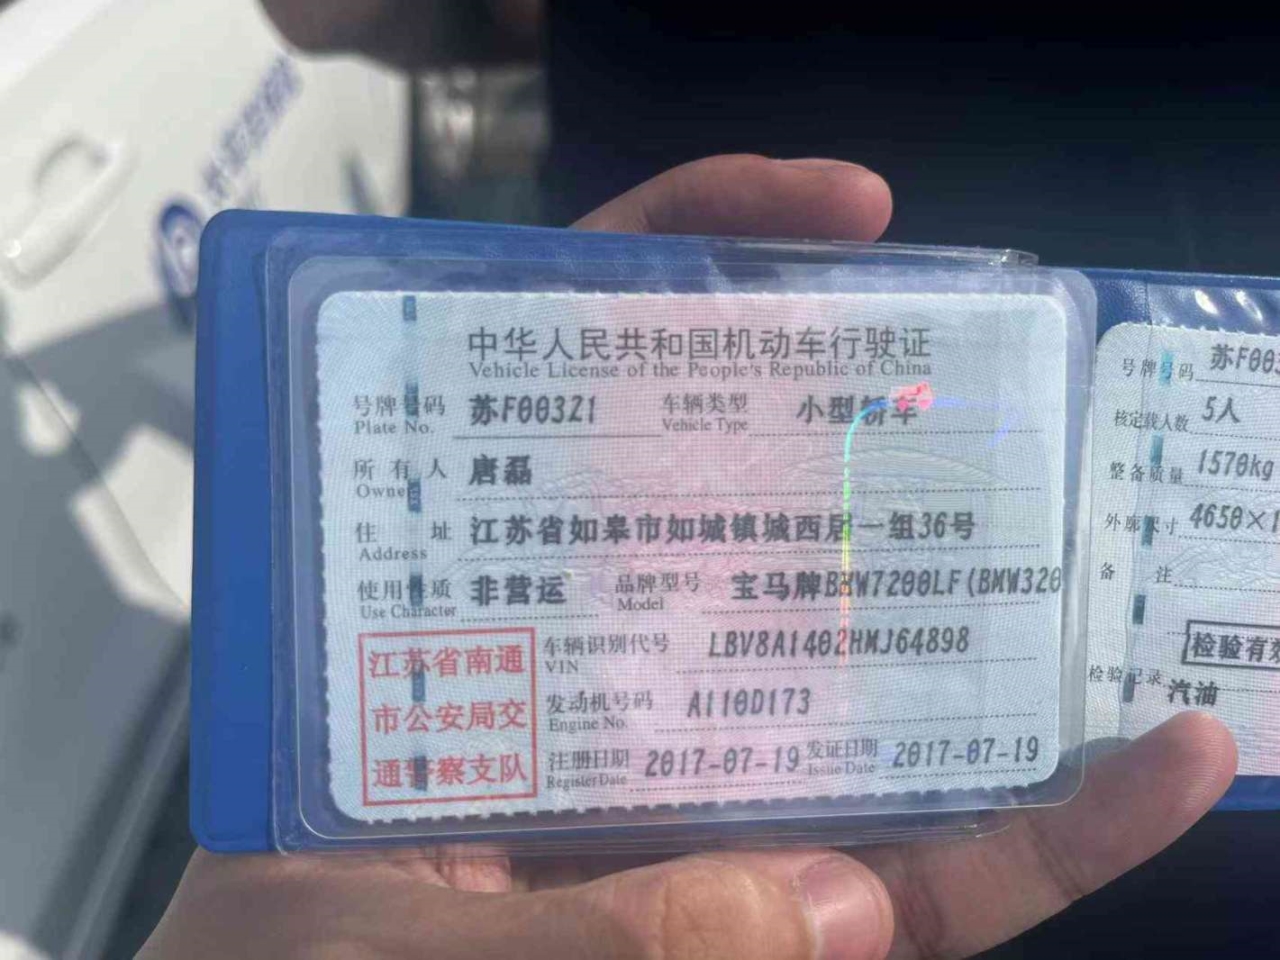 中华人民共和国机动车行驶证
Vehicle License of the People's Republic of China
号牌号码 苏F003Z1 车辆类型 小型轿车
Plate No. Vehicle Type
所有人 唐磊
Owner
住址 江苏省如皋市如城镇城西居一组36号
Address
使用性质 非营运 品牌型号 宝马牌BMW7200LF(BMW320
Use Character Model
车辆识别代号 LBV8A1402HMJ64898
VIN
发动机号码 A110D173
Engine No.
注册日期 2017-07-19 发证日期 2017-07-19
Register Date Issue Date
江苏省南通
市公安局交
通警察支队
号牌号码 苏F003
核定载人数 5人
整备质量 1570kg
外廓尺寸 4650×1
备注
检验有效
检验记录
汽油